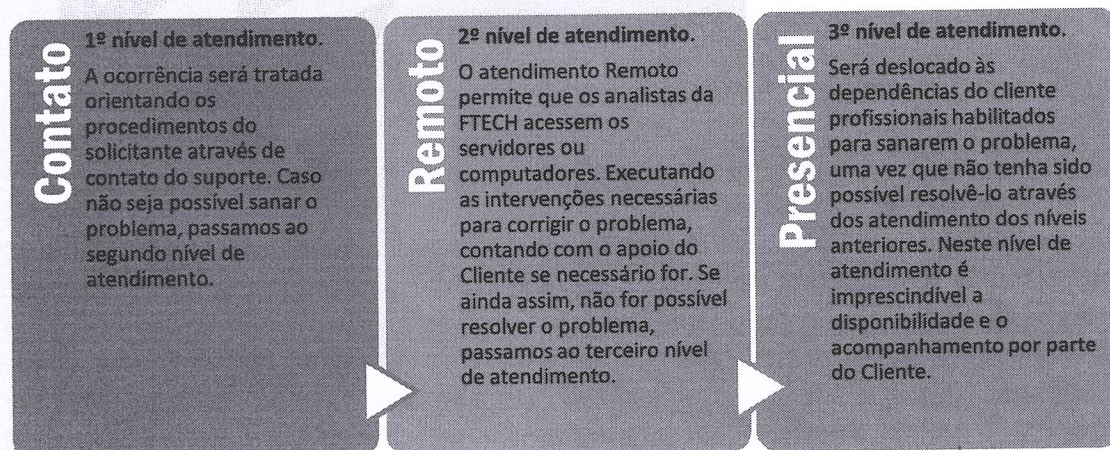 Contato
1º nível de atendimento.
A ocorrência será tratada
orientando os
procedimentos do
solicitante através de
contato do suporte. Caso
não seja possível sanar o
problema, passamos ao
segundo nível de
atendimento.
Remoto
2º nível de atendimento.
O atendimento Remoto
permite que os analistas da
FTECH acessem os
servidores ou
computadores. Executando
as intervenções necessárias
para corrigir o problema,
contando com o apoio do
Cliente se necessário for. Se
ainda assim, não for possível
resolver o problema,
passamos ao terceiro nível
de atendimento.
Presencial
3º nível de atendimento.
Será deslocado às
dependências do cliente
profissionais habilitados
para sanarem o problema,
uma vez que não tenha sido
possível resolvê-lo através
dos atendimento dos níveis
anteriores. Neste nível de
atendimento é
imprescindível a
disponibilidade e o
acompanhamento por parte
do Cliente.